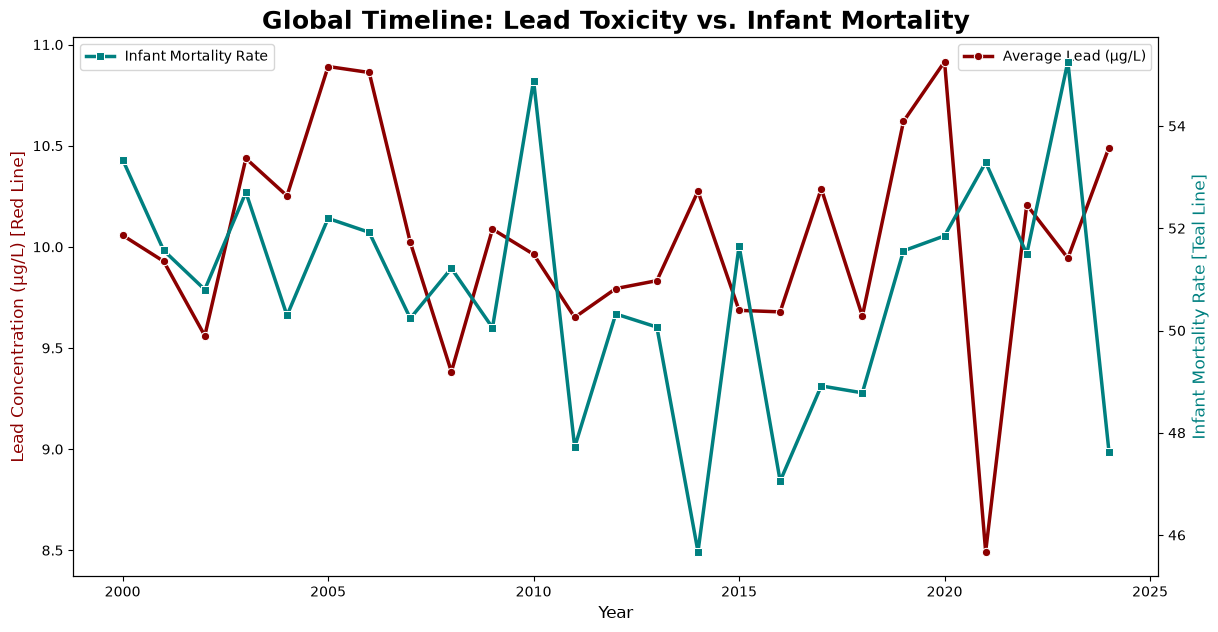 Global Timeline: Lead Toxicity vs. Infant Mortality
Infant Mortality Rate
Average Lead (µg/L)
Lead Concentration (µg/L) [Red Line]
11.0
10.5
10.0
9.5
9.0
8.5
54
52
50
48
46
Infant Mortality Rate [Teal Line]
2000
2005
2010
2015
2020
2025
Year